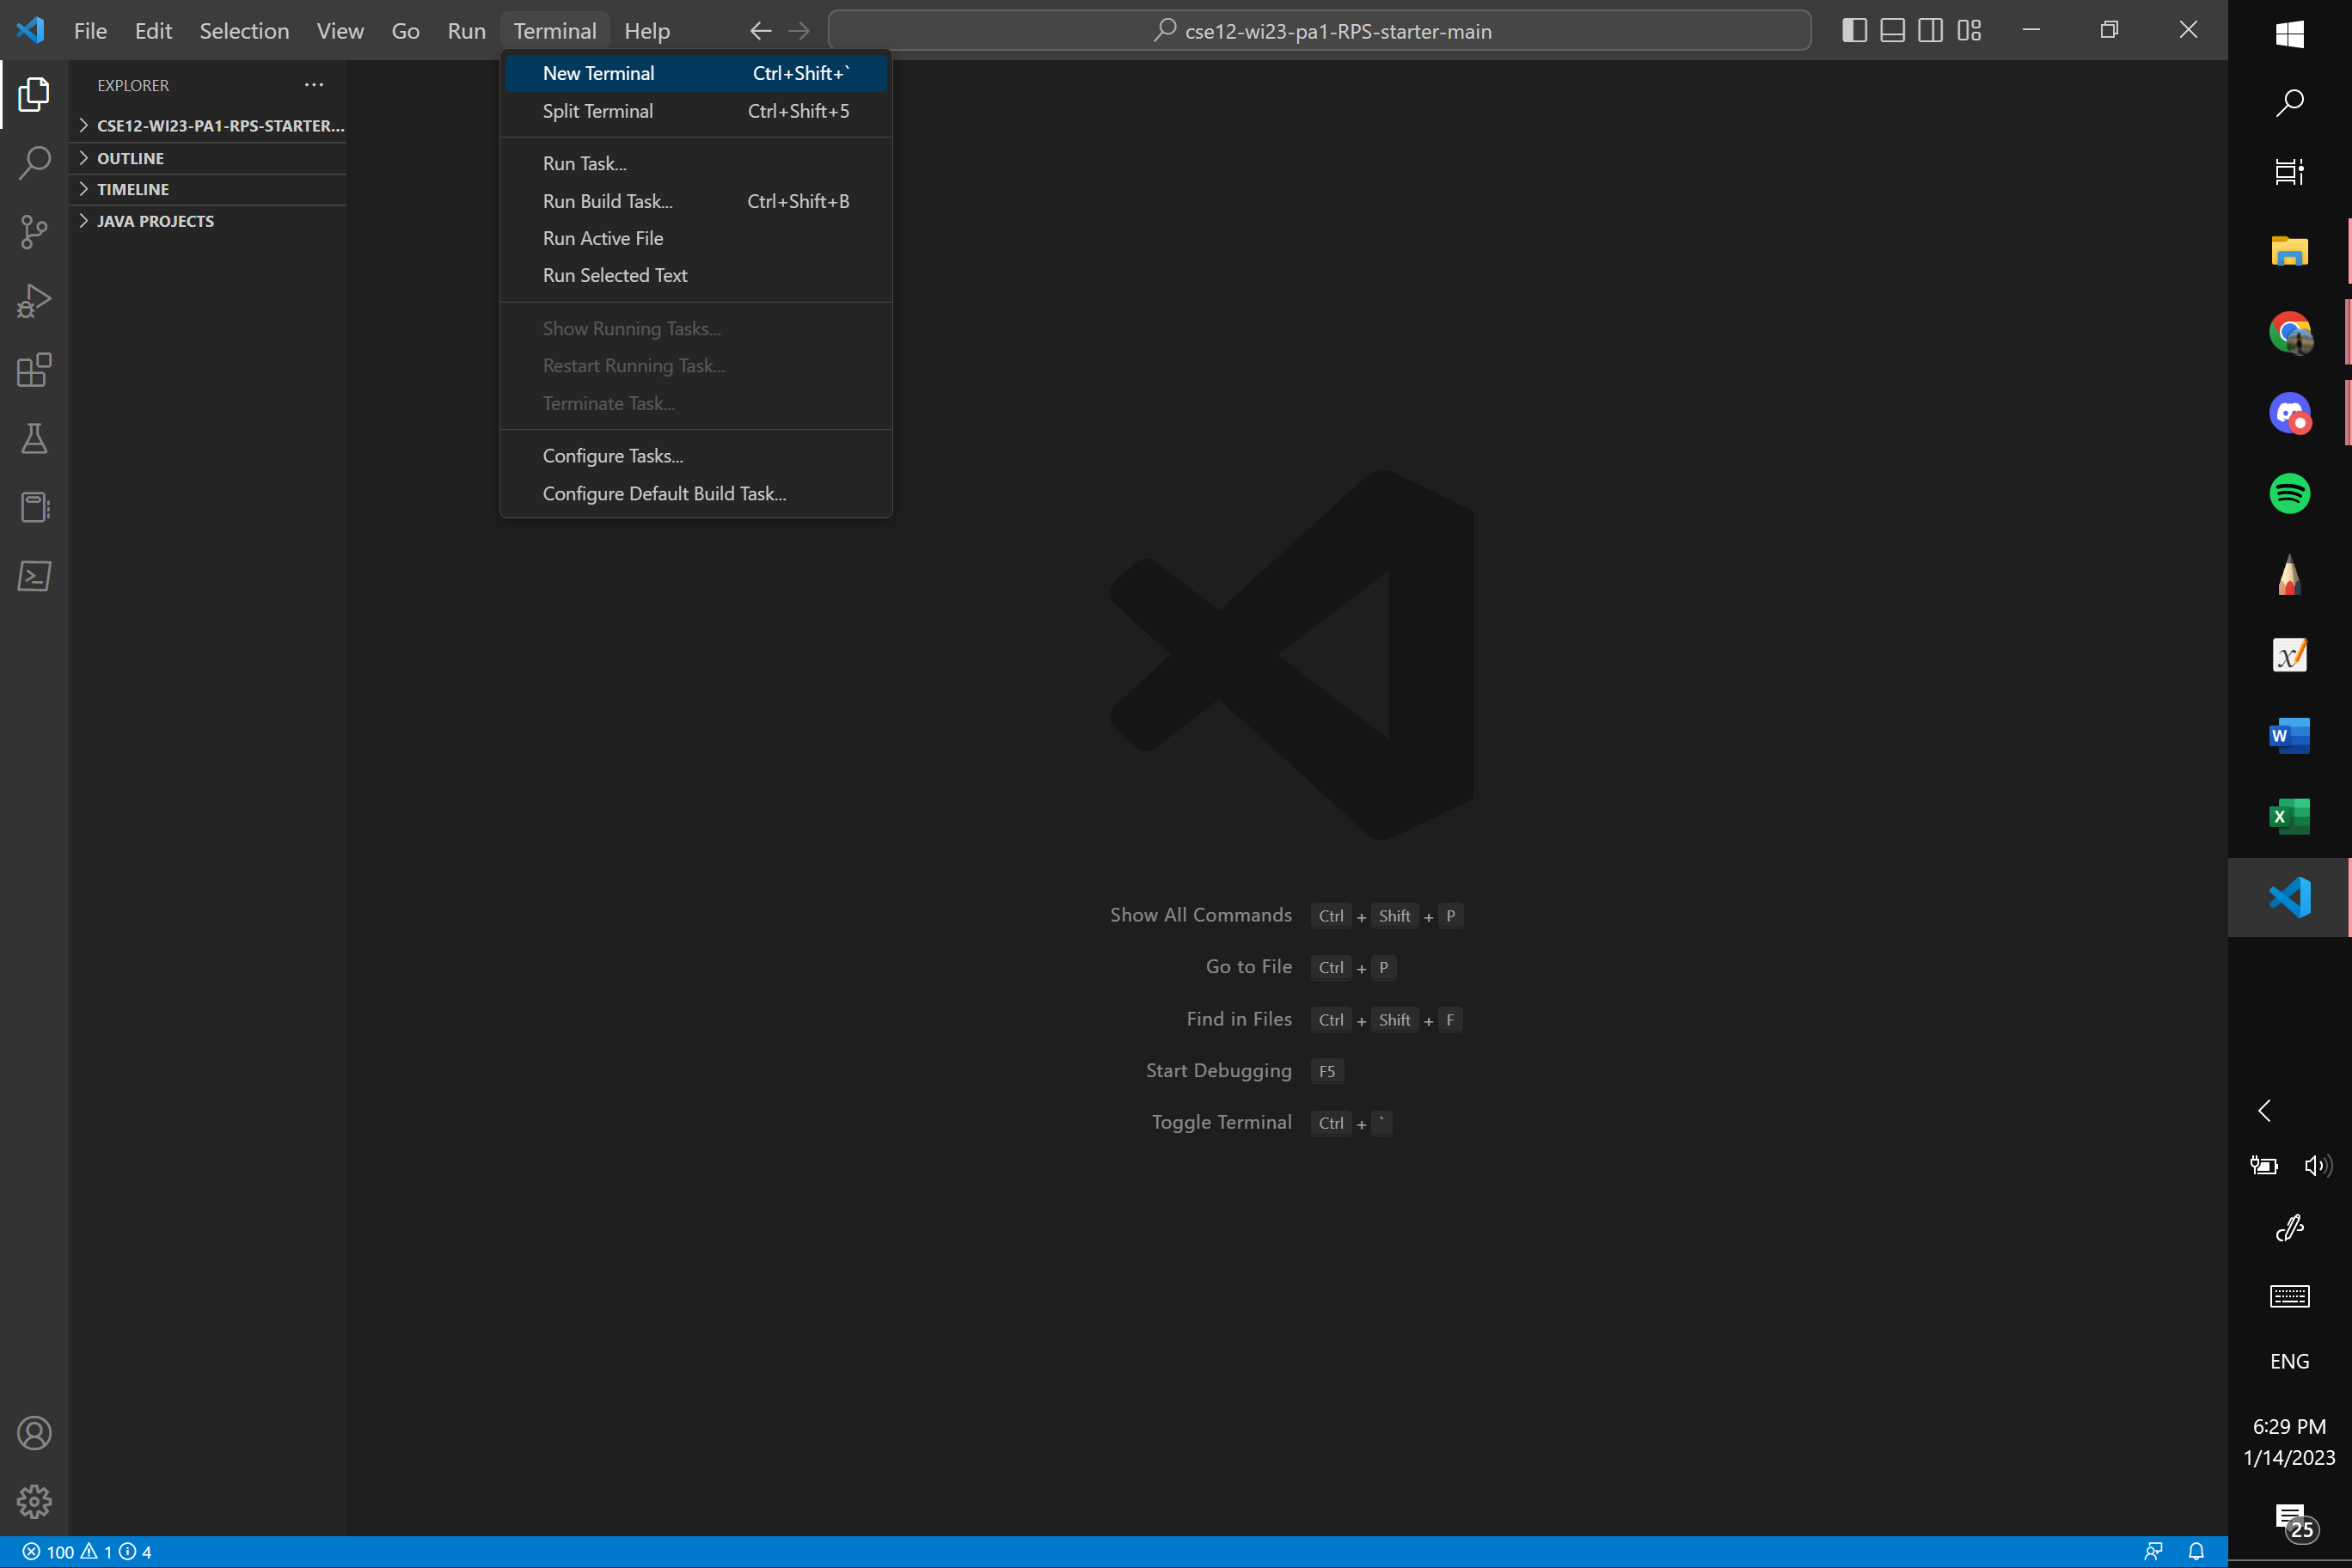 File Edit Selection View Go Run Terminal Help
cse12-wi23-pa1-RPS-starter-main
EXPLORER
CSE12-WI23-PA1-RPS-STARTER...
OUTLINE
TIMELINE
JAVA PROJECTS
New Terminal Ctrl+Shift+`
Split Terminal Ctrl+Shift+5
Run Task...
Run Build Task... Ctrl+Shift+B
Run Active File
Run Selected Text
Show Running Tasks...
Restart Running Task...
Terminate Task...
Configure Tasks...
Configure Default Build Task...
Show All Commands Ctrl + Shift + P
Go to File Ctrl + P
Find in Files Ctrl + Shift + F
Start Debugging F5
Toggle Terminal Ctrl + `
100 1 4
W
X
ENG
6:29 PM
1/14/2023
25